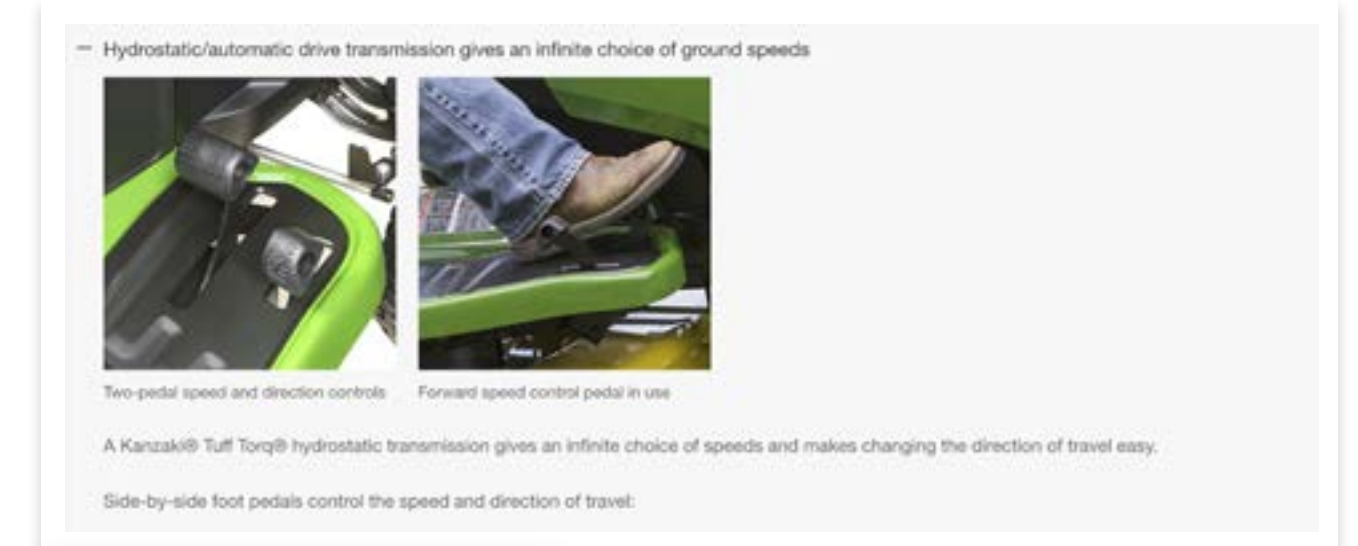 — Hydrostatic/automatic drive transmission gives an infinite choice of ground speeds
Two-pedal speed and direction controls
Forward speed control pedal in use
A Kanzaki® Tuff Torq® hydrostatic transmission gives an infinite choice of speeds and makes changing the direction of travel easy.
Side-by-side foot pedals control the speed and direction of travel: